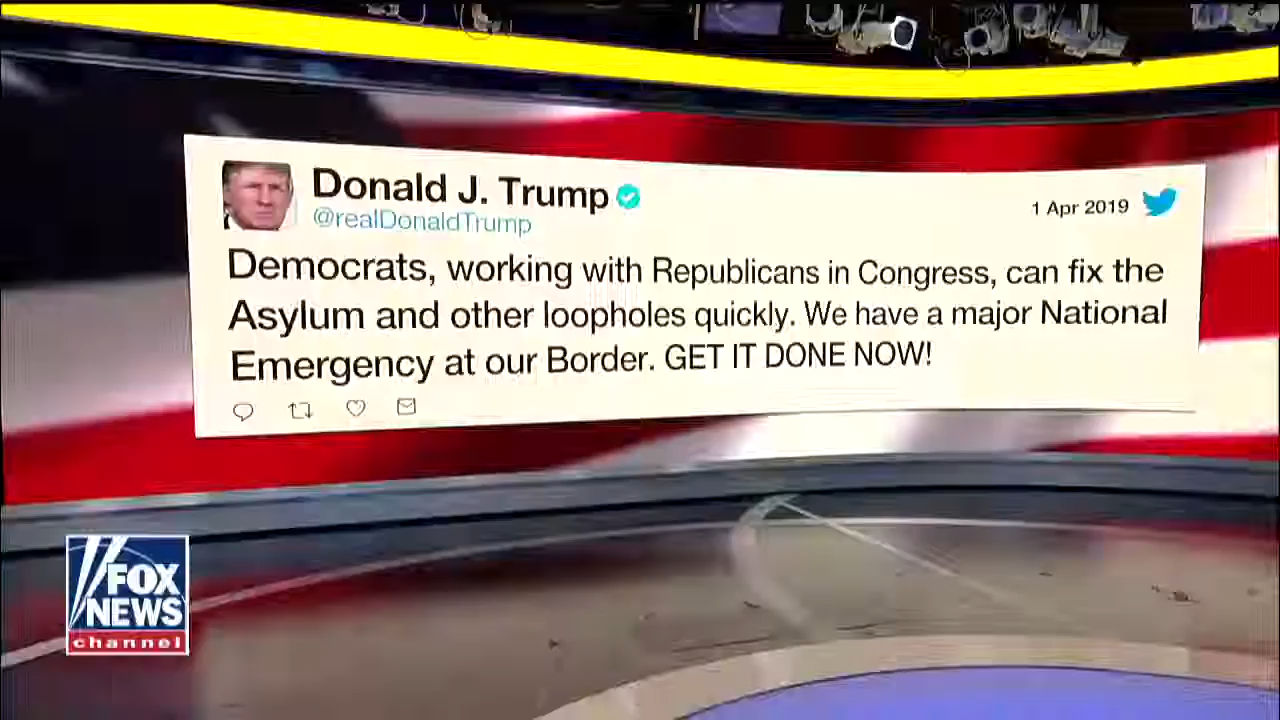 Donald J. Trump
@realDonaldTrump
1 Apr 2019
Democrats, working with Republicans in Congress, can fix the
Asylum and other loopholes quickly. We have a major National
Emergency at our Border. GET IT DONE NOW!
FOX
NEWS
channel